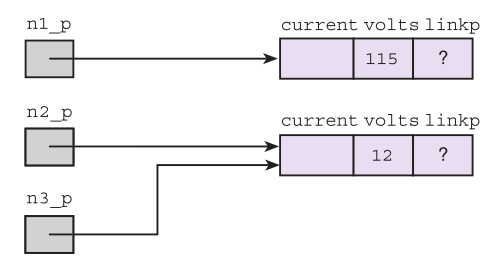 n1_p current volts linkp
115 ?
n2_p current volts linkp
12 ?
n3_p